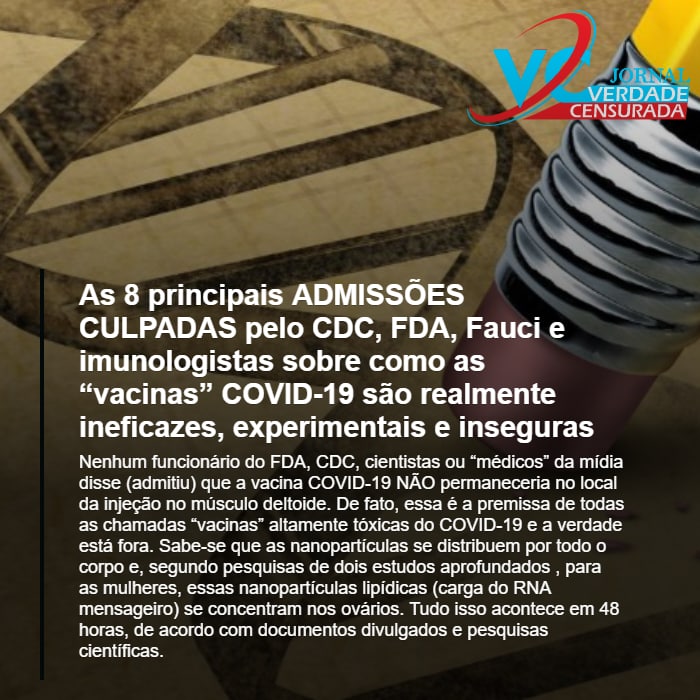 VC
JORNAL
VERDADE
CENSURADA
As 8 principais ADMISSÕES
CULPADAS pelo CDC, FDA, Fauci e
imunologistas sobre como as
“vacinas” COVID-19 são realmente
ineficazes, experimentais e inseguras
Nenhum funcionário do FDA, CDC, cientistas ou “médicos” da mídia
disse (admitiu) que a vacina COVID-19 NÃO permaneceria no local
da injeção no músculo deltoide. De fato, essa é a premissa de todas
as chamadas “vacinas” altamente tóxicas do COVID-19 e a verdade
está fora. Sabe-se que as nanopartículas se distribuem por todo o
corpo e, segundo pesquisas de dois estudos aprofundados , para
as mulheres, essas nanopartículas lipídicas (carga do RNA
mensageiro) se concentram nos ovários. Tudo isso acontece em 48
horas, de acordo com documentos divulgados e pesquisas
científicas.